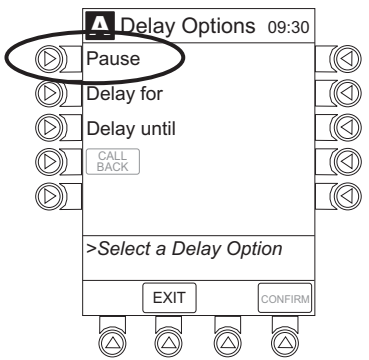 A Delay Options 09:30
Pause
Delay for
Delay until
CALL
BACK
>Select a Delay Option
EXIT CONFIRM